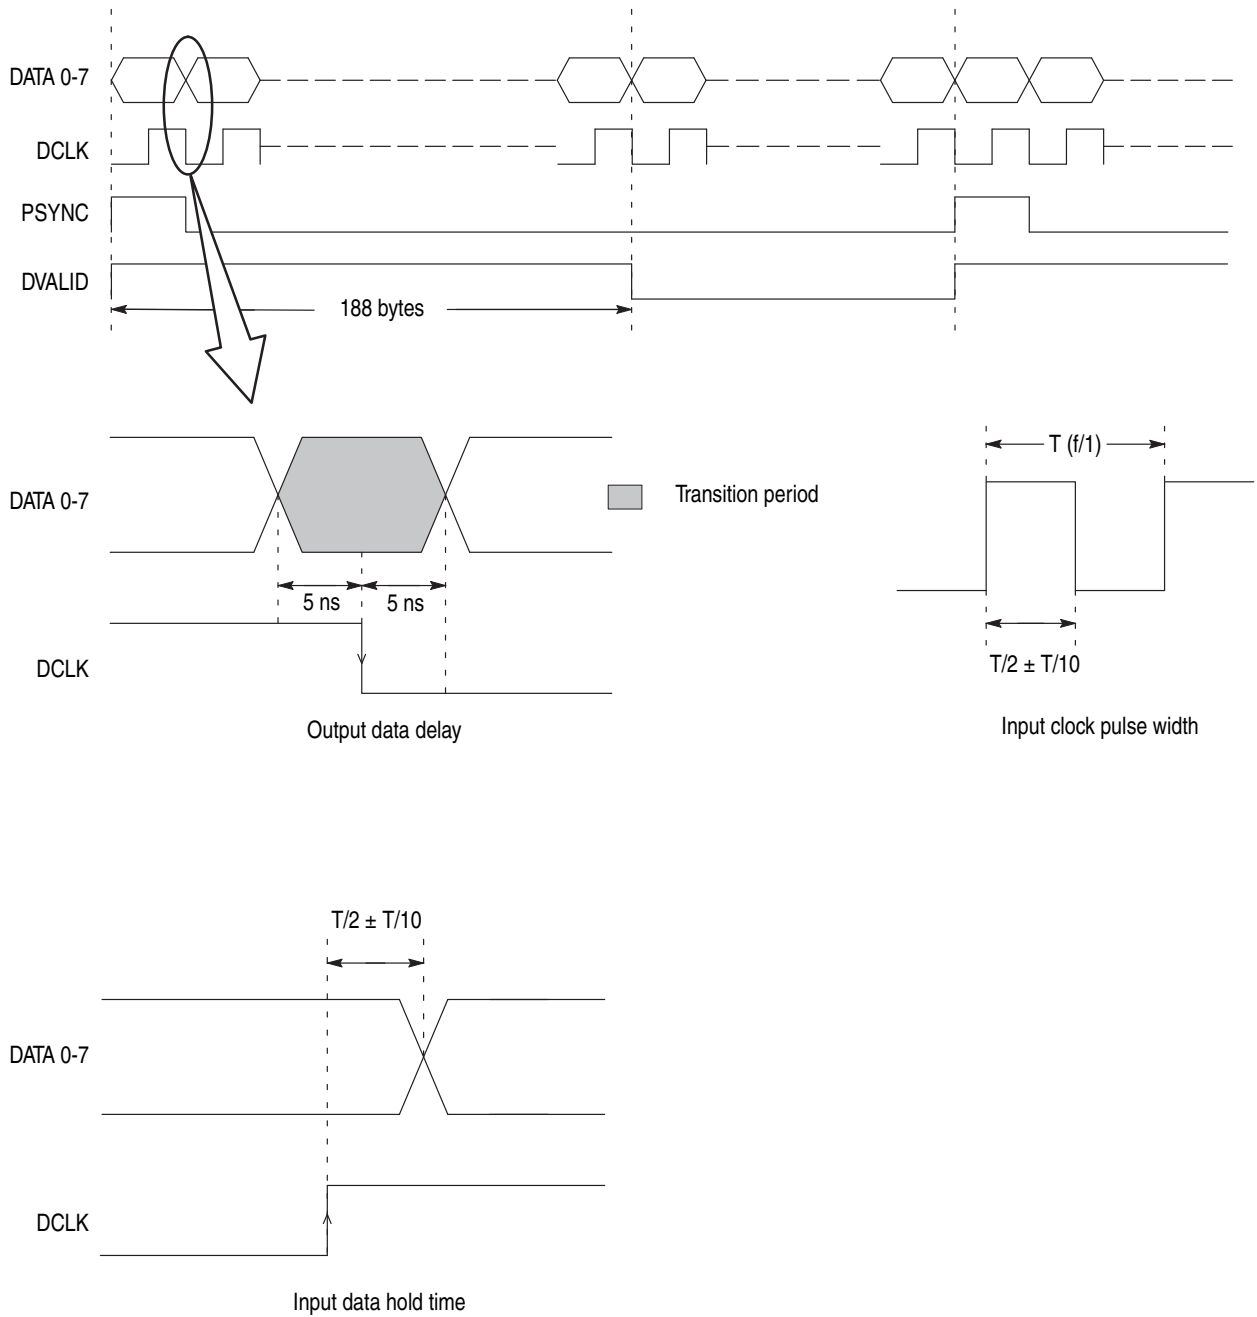 DATA 0-7
DCLK
PSYNC
DVALID
188 bytes
T (f/1)
DATA 0-7
Transition period
5 ns 5 ns
DCLK
T/2 ± T/10
Output data delay
Input clock pulse width
T/2 ± T/10
DATA 0-7
DCLK
Input data hold time